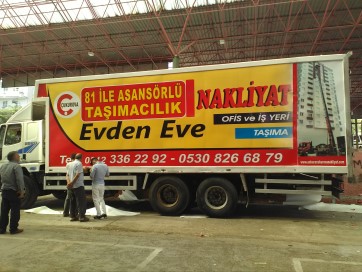 ÇUKUROVA
81 İLE ASANSÖRLÜ
TAŞIMACILIK
NAKLİYAT
OFİS ve İŞ YERİ
TAŞIMA
Evden Eve
336 22 92 - 0530 826 68 79